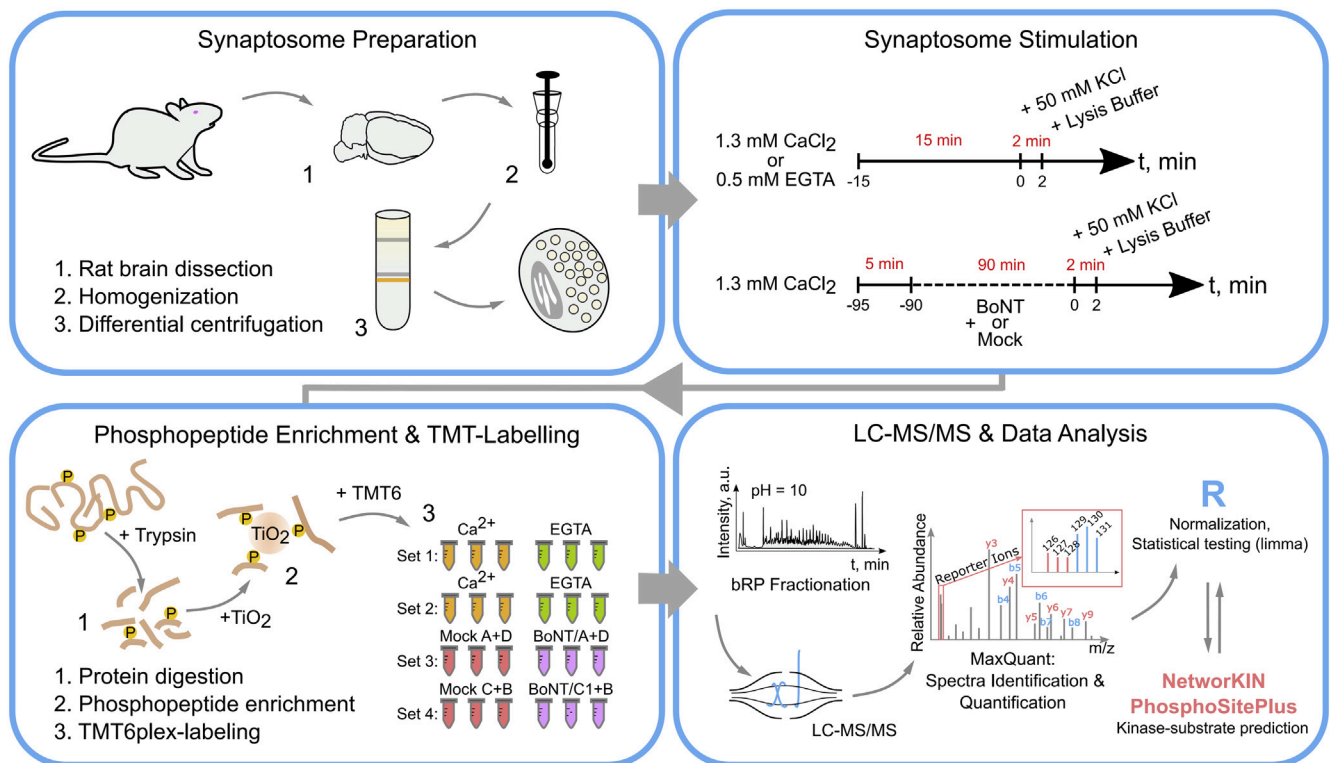 Synaptosome Preparation
1
2
3
1. Rat brain dissection
2. Homogenization
3. Differential centrifugation
Synaptosome Stimulation
+ 50 mM KCl
+ Lysis Buffer
1.3 mM CaCl2
or
0.5 mM EGTA
15 min
2 min
t, min
-15
0
2
+ 50 mM KCl
+ Lysis Buffer
1.3 mM CaCl2
5 min
90 min
2 min
t, min
-95
-90
0
2
+ BoNT
or
Mock
Phosphopeptide Enrichment & TMT-Labelling
P
P
P
P
+ Trypsin
1
P
P
P
+TiO2
TiO2
P
P
P
2
+ TMT6
3
Ca2+
EGTA
Set 1:
Ca2+
EGTA
Set 2:
Mock A+D
BoNT/A+D
Set 3:
Mock C+B
BoNT/C1+B
Set 4:
1. Protein digestion
2. Phosphopeptide enrichment
3. TMT6plex-labeling
LC-MS/MS & Data Analysis
Intensity, a.u.
pH = 10
t, min
bRP Fractionation
LC-MS/MS
Relative Abundance
Reporter Ions
126
127
128
129
130
131
y3
b5
y4
b4
b6
y5
b7
y6
y7
b8
y9
m/z
MaxQuant:
Spectra Identification &
Quantification
R
Normalization,
Statistical testing (limma)
NetworKIN
PhosphoSitePlus
Kinase-substrate prediction